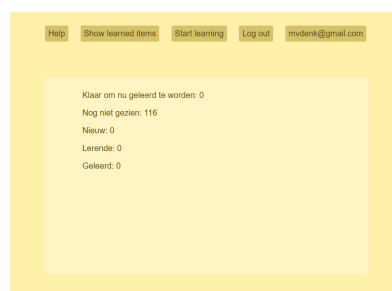 Help Show learned items Start learning Log out mvdenk@gmail.com
Klaar om nu geleerd te worden: 0
Nog niet gezien: 116
Nieuw: 0
Lerende: 0
Geleerd: 0